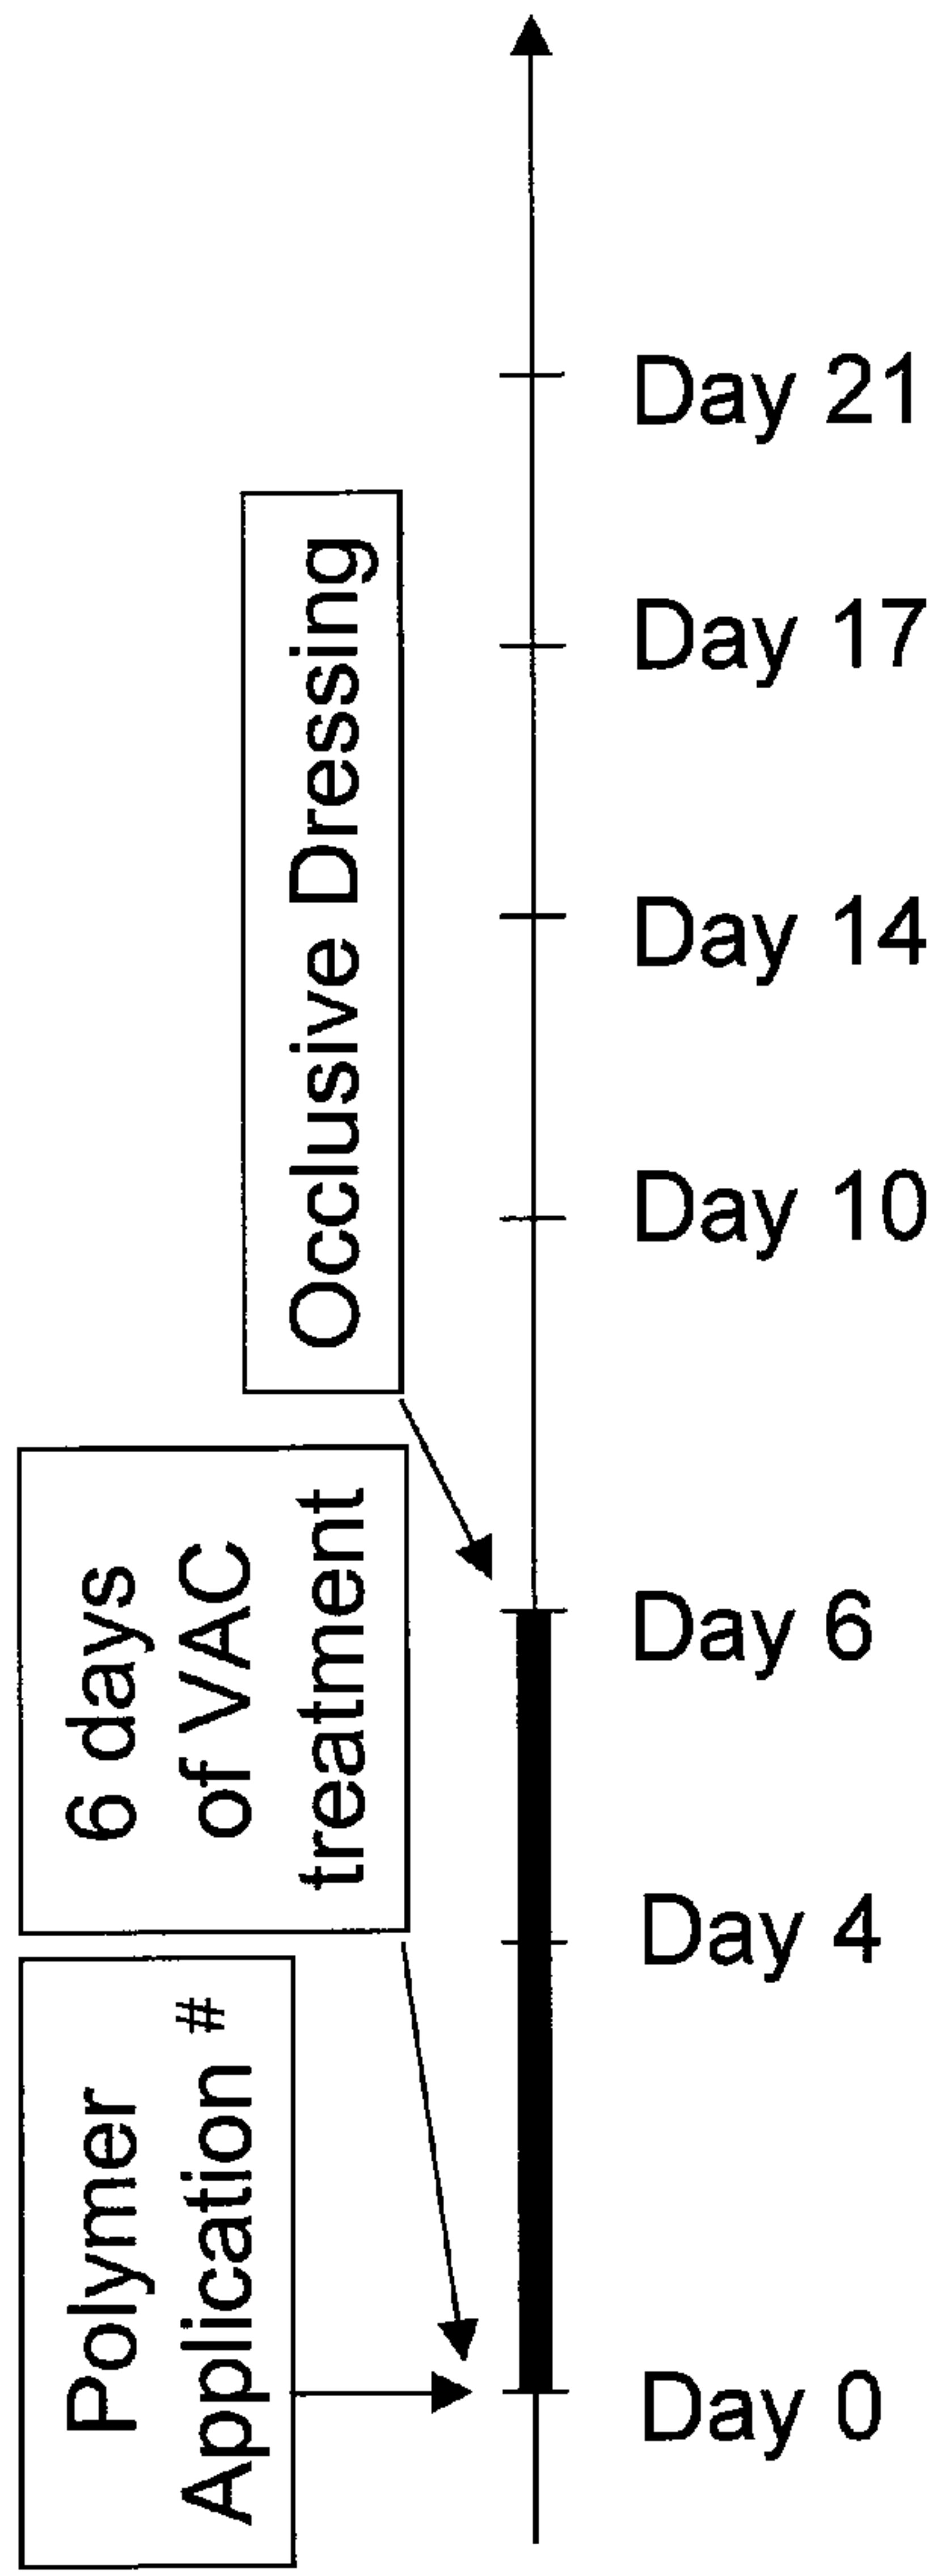 Polymer
Application #
6 days
of VAC
treatment
Occlusive Dressing
Day 0
Day 4
Day 6
Day 10
Day 14
Day 17
Day 21